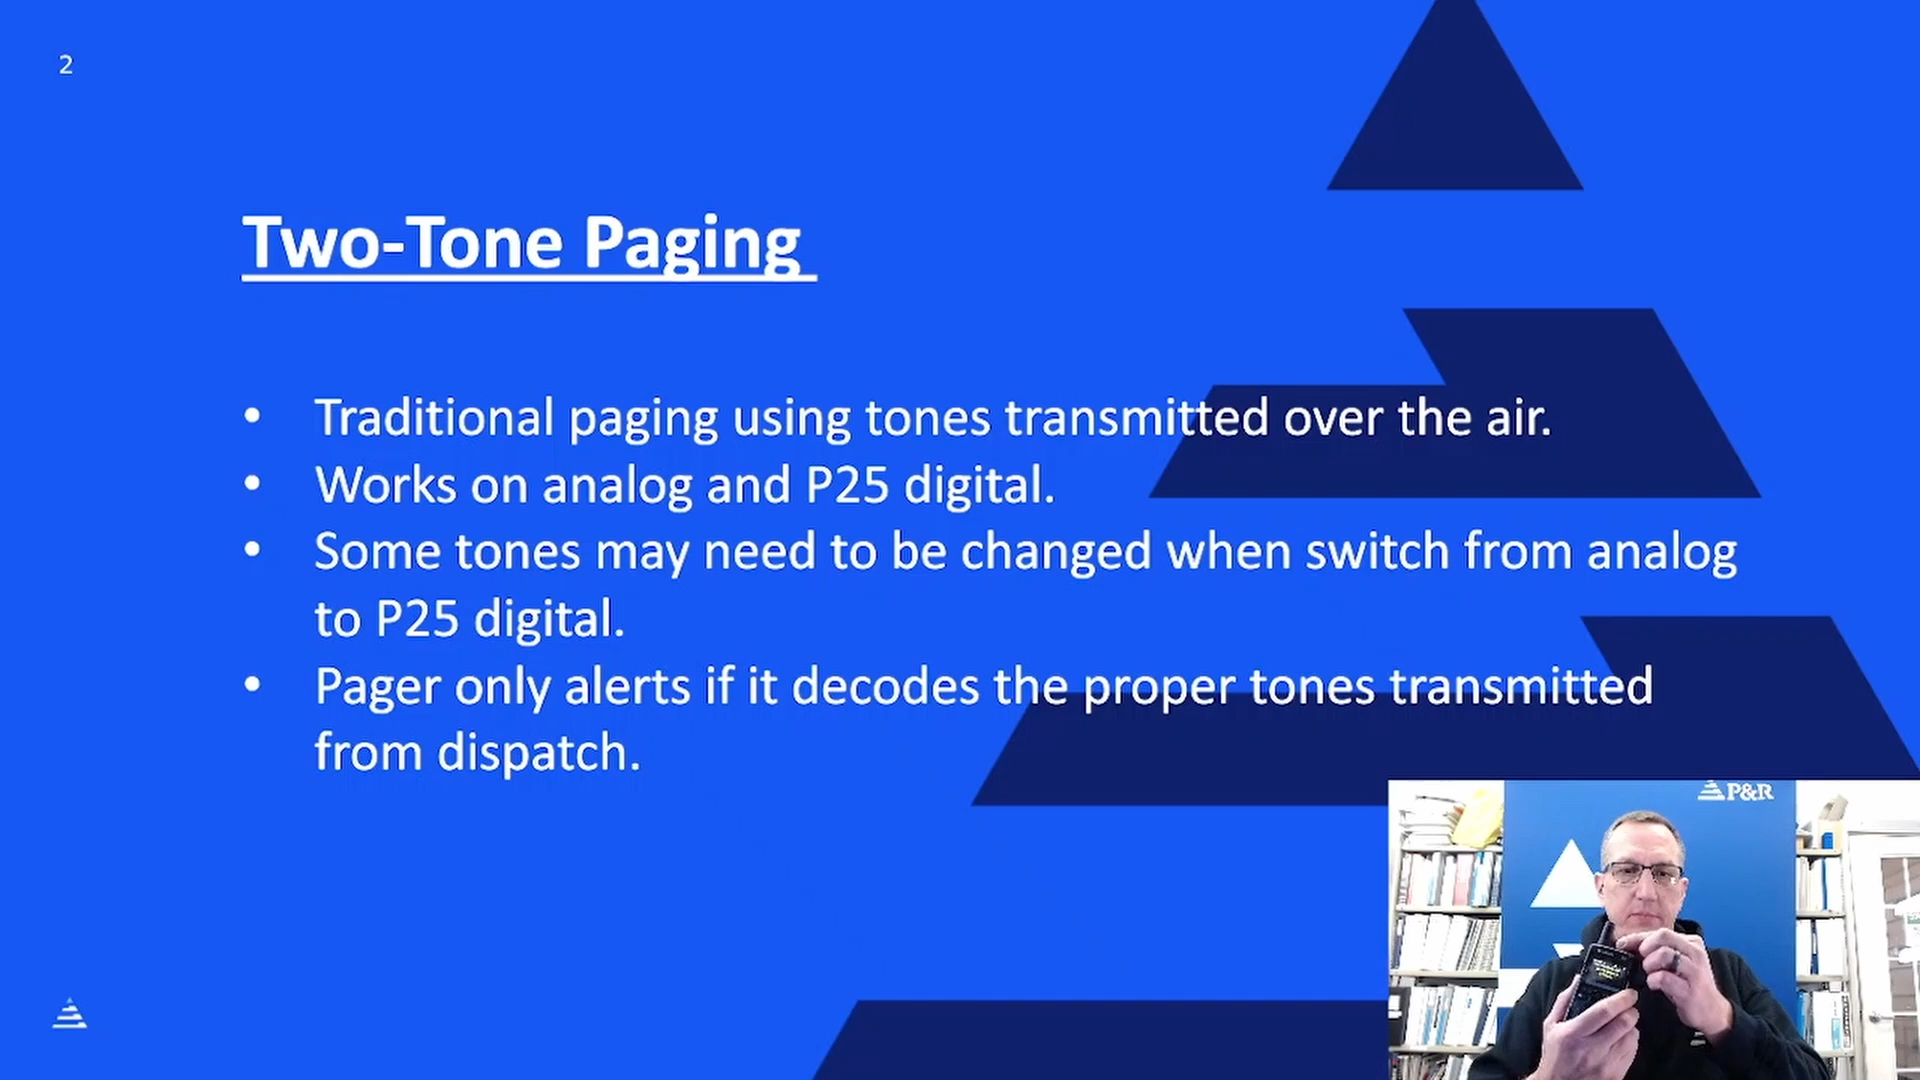 2
Two-Tone Paging
• Traditional paging using tones transmitted over the air.
• Works on analog and P25 digital.
• Some tones may need to be changed when switch from analog
to P25 digital.
• Pager only alerts if it decodes the proper tones transmitted
from dispatch.
P&R